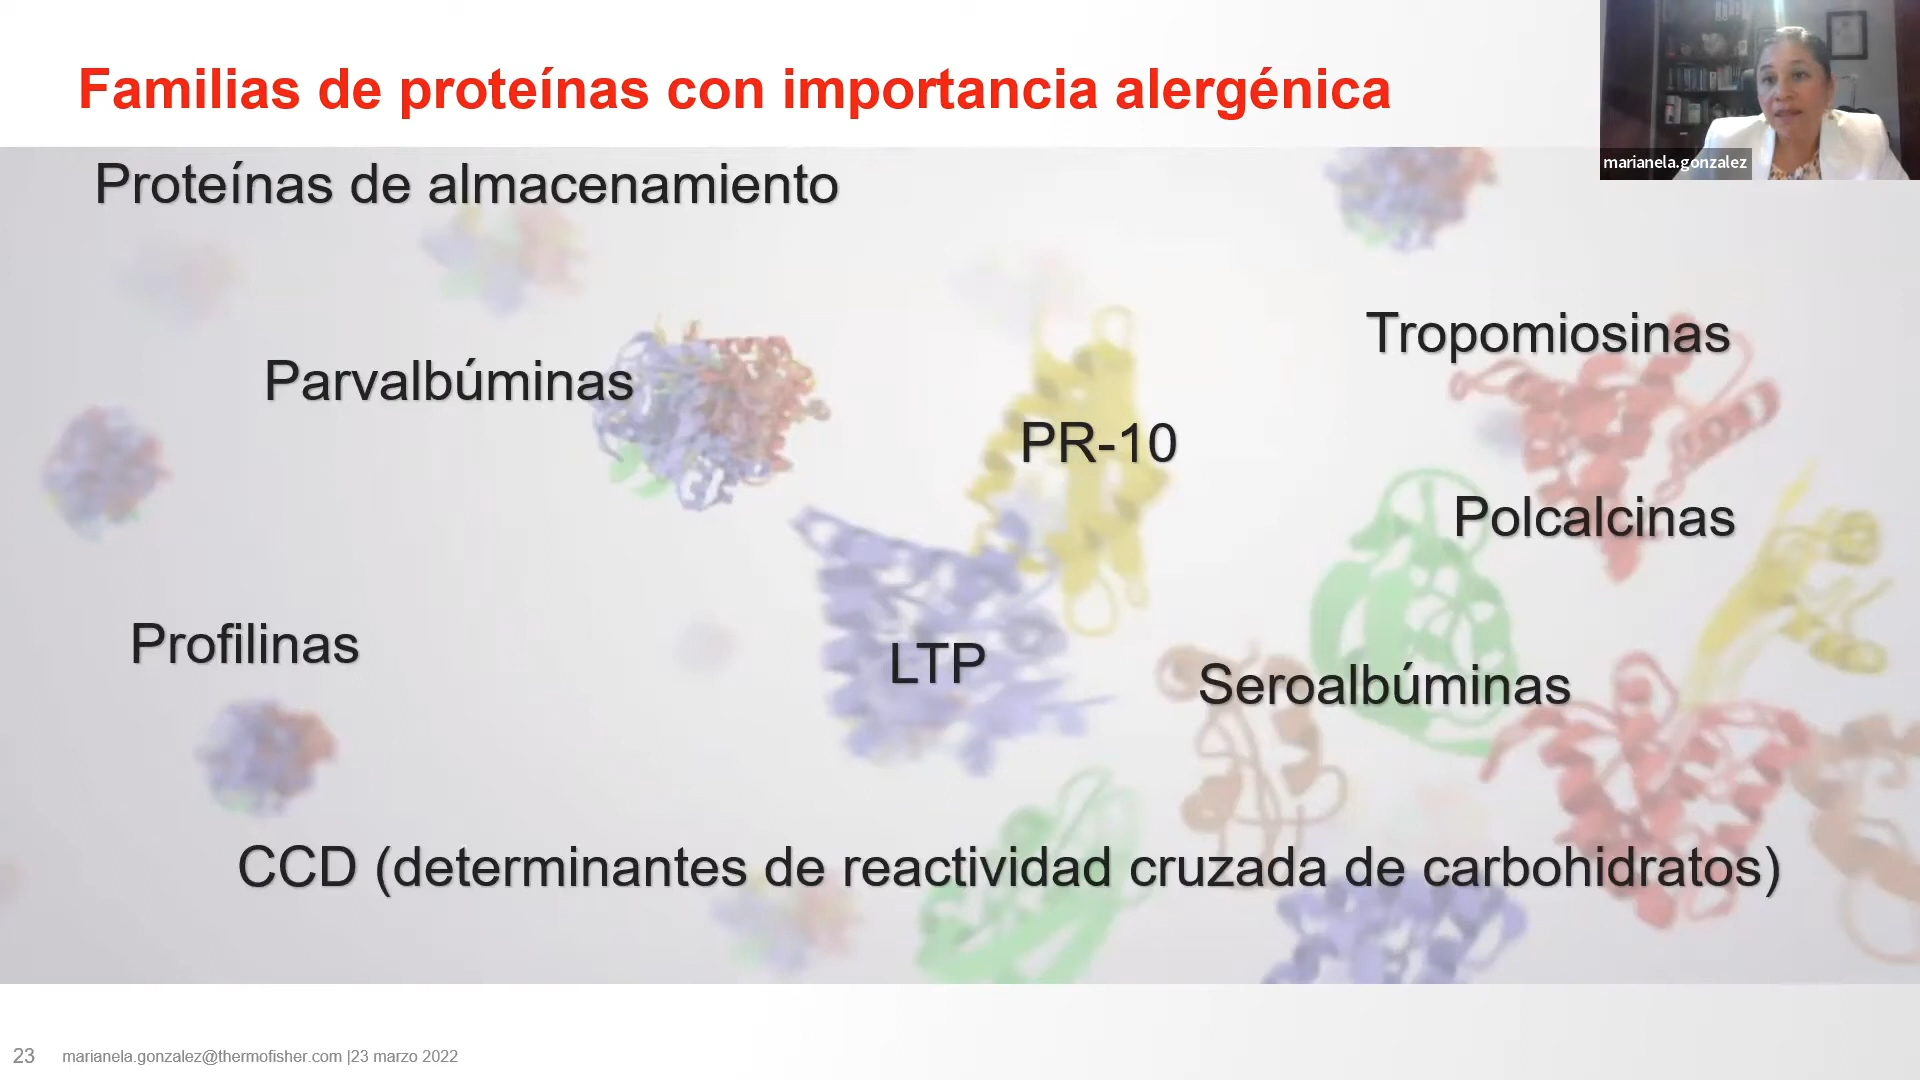 Familias de proteínas con importancia alergénica
marianela.gonzalez
Proteínas de almacenamiento
Tropomiosinas
Parvalbúminas
PR-10
Polcalcinas
Profilinas
LTP
Seroalbúminas
CCD (determinantes de reactividad cruzada de carbohidratos)
23 marianela.gonzalez@thermofisher.com |23 marzo 2022